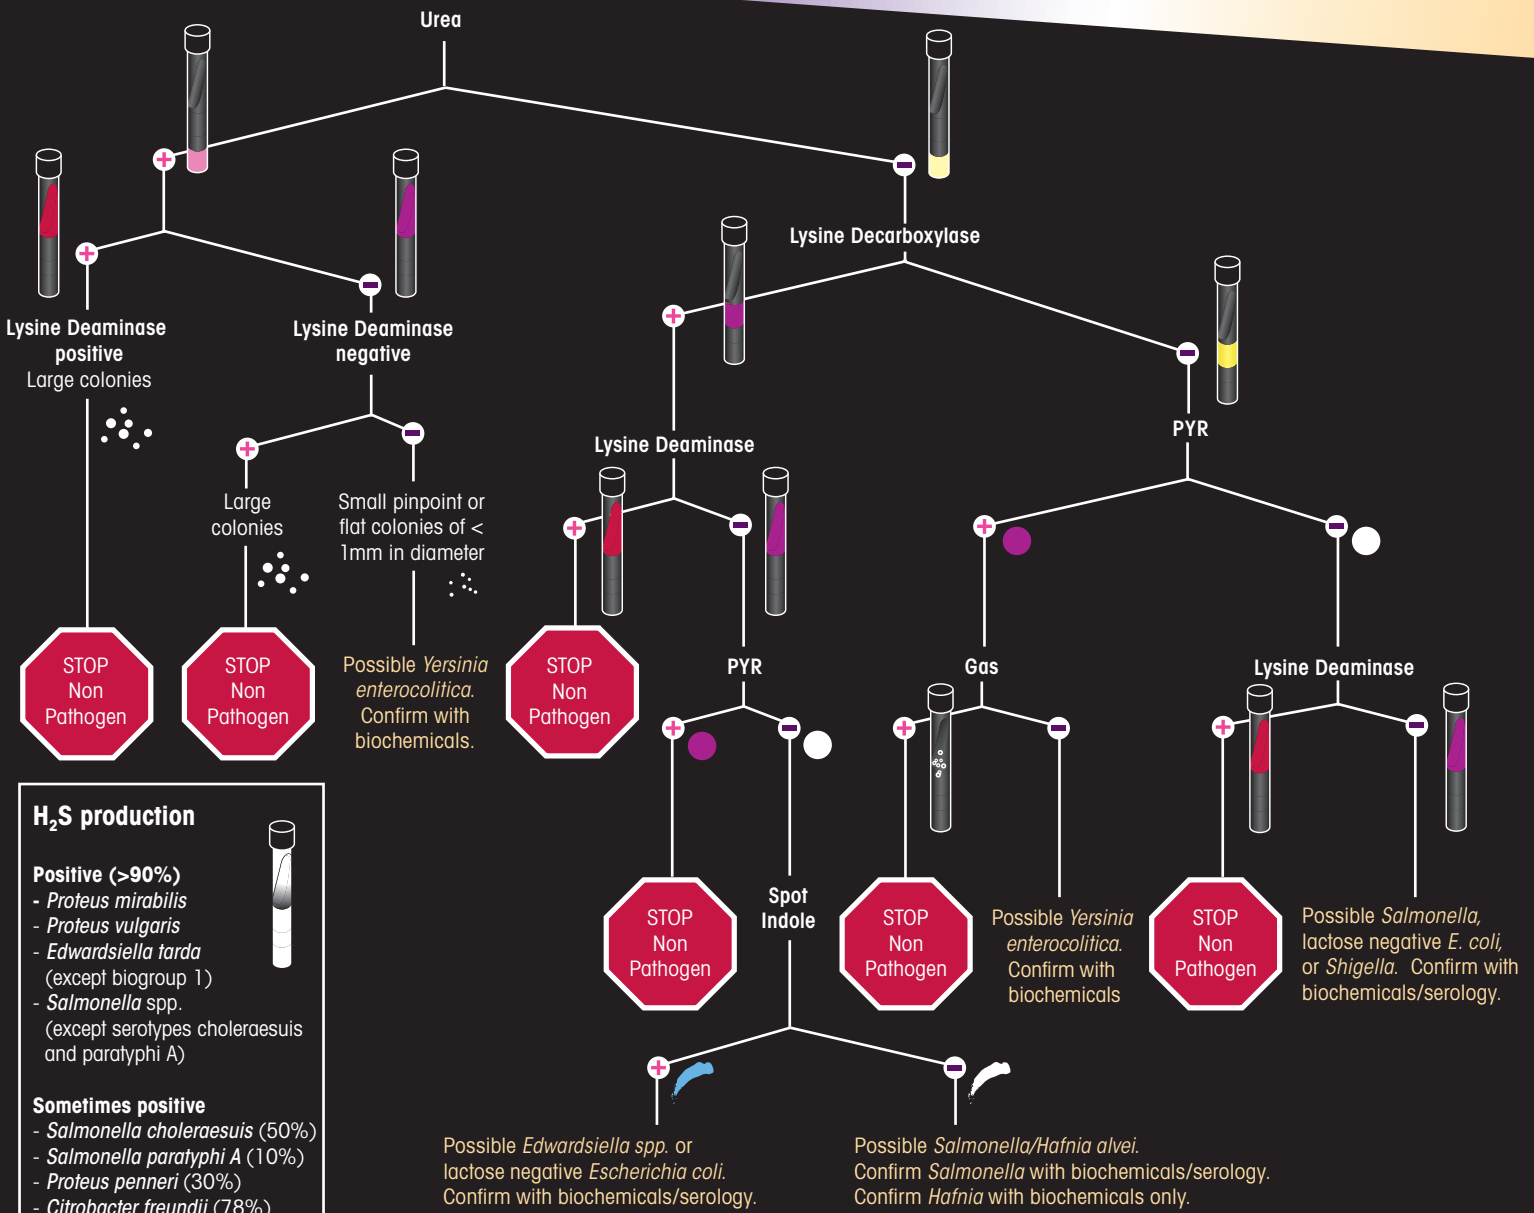 Urea
Lysine Decarboxylase
Lysine Deaminase
positive
Large colonies
Lysine Deaminase
negative
PYR
Lysine Deaminase
Large
colonies
Small pinpoint or
flat colonies of <
1mm in diameter
STOP
Non
Pathogen
STOP
Non
Pathogen
Possible Yersinia
enterocolitica.
Confirm with
biochemicals.
STOP
Non
Pathogen
PYR
Gas
Lysine Deaminase
STOP
Non
Pathogen
Spot
Indole
STOP
Non
Pathogen
Possible Yersinia
enterocolitica.
Confirm with
biochemicals
STOP
Non
Pathogen
Possible Salmonella,
lactose negative E. coli,
or Shigella. Confirm with
biochemicals/serology.
H₂S production
Positive (>90%)
- Proteus mirabilis
- Proteus vulgaris
- Edwardsiella tarda
(except biogroup 1)
- Salmonella spp.
(except serotypes choleraesuis
and paratyphi A)
Sometimes positive
- Salmonella choleraesuis (50%)
- Salmonella paratyphi A (10%)
- Proteus penneri (30%)
- Citrobacter freundii (78%)
Possible Edwardsiella spp. or
lactose negative Escherichia coli.
Confirm with biochemicals/serology.
Possible Salmonella/Hafnia alvei.
Confirm Salmonella with biochemicals/serology.
Confirm Hafnia with biochemicals only.